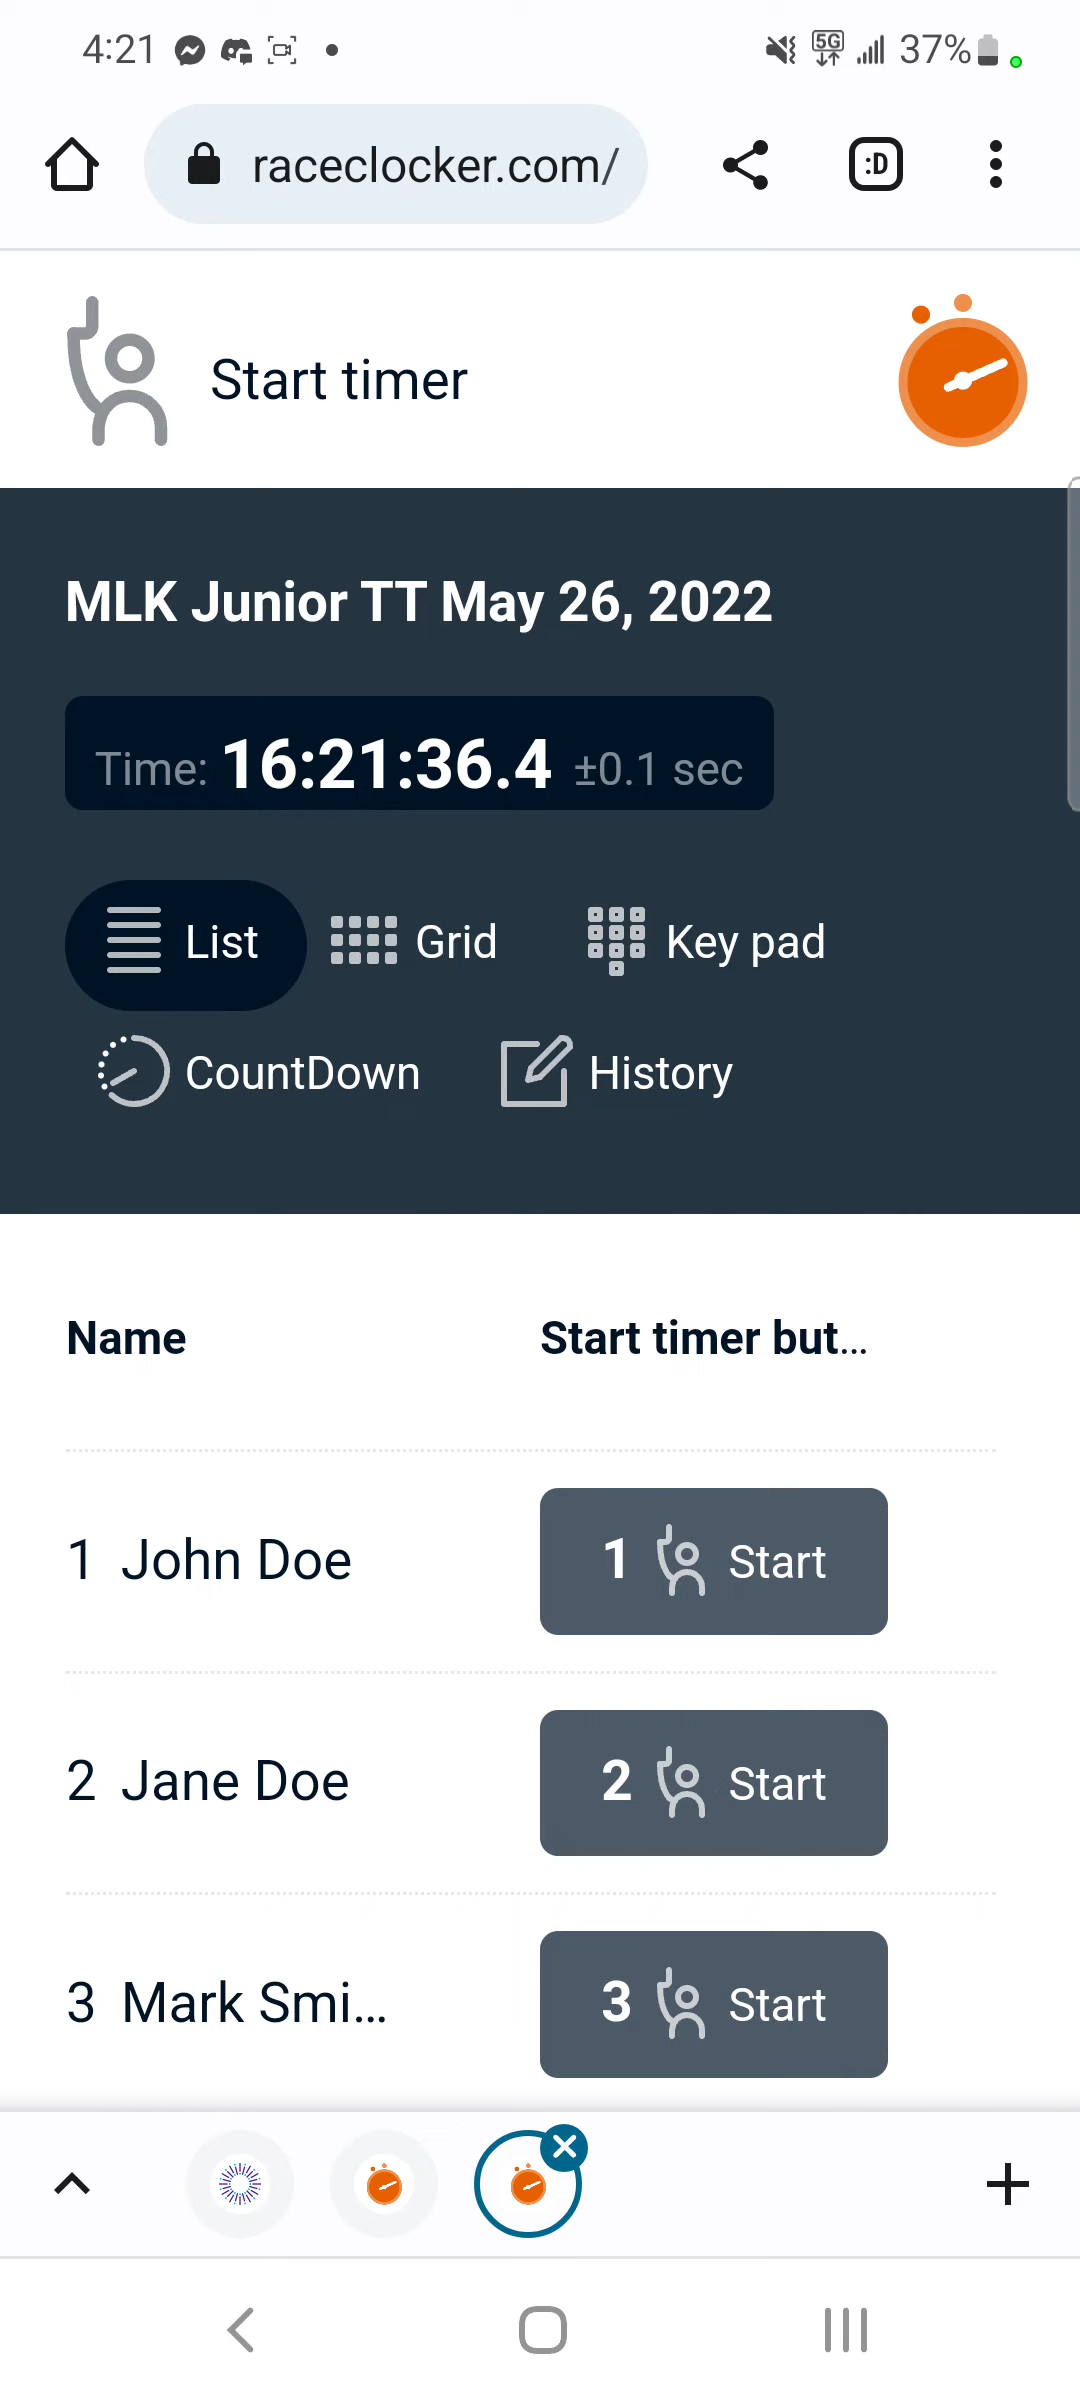 4:21 5G 37%
raceclocker.com/ :D
Start timer
MLK Junior TT May 26, 2022
Time: 16:21:36.4 ±0.1 sec
List Grid Key pad
CountDown History
Name Start timer but...
1 John Doe 1 Start
2 Jane Doe 2 Start
3 Mark Smi... 3 Start